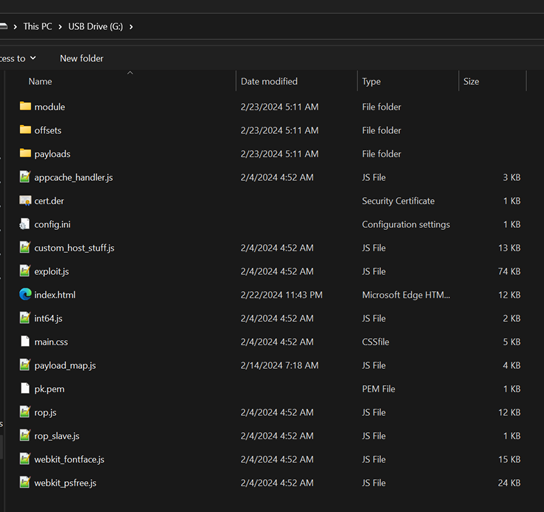 This PC > USB Drive (G:) >
cess to New folder
Name Date modified Type Size
module 2/23/2024 5:11 AM File folder
offsets 2/23/2024 5:11 AM File folder
payloads 2/23/2024 5:11 AM File folder
appcache_handler.js 2/4/2024 4:52 AM JS File 3 KB
cert.der Security Certificate 1 KB
config.ini Configuration settings 1 KB
custom_host_stuff.js 2/4/2024 4:52 AM JS File 13 KB
exploit.js 2/4/2024 4:52 AM JS File 74 KB
index.html 2/22/2024 11:43 PM Microsoft Edge HTM... 12 KB
int64.js 2/4/2024 4:52 AM JS File 2 KB
main.css 2/4/2024 4:52 AM CSSfile 5 KB
payload_map.js 2/14/2024 7:18 AM JS File 4 KB
pk.pem PEM File 1 KB
rop.js 2/4/2024 4:52 AM JS File 12 KB
rop_slave.js 2/4/2024 4:52 AM JS File 1 KB
webkit_fontface.js 2/4/2024 4:52 AM JS File 15 KB
webkit_psfree.js 2/4/2024 4:52 AM JS File 24 KB